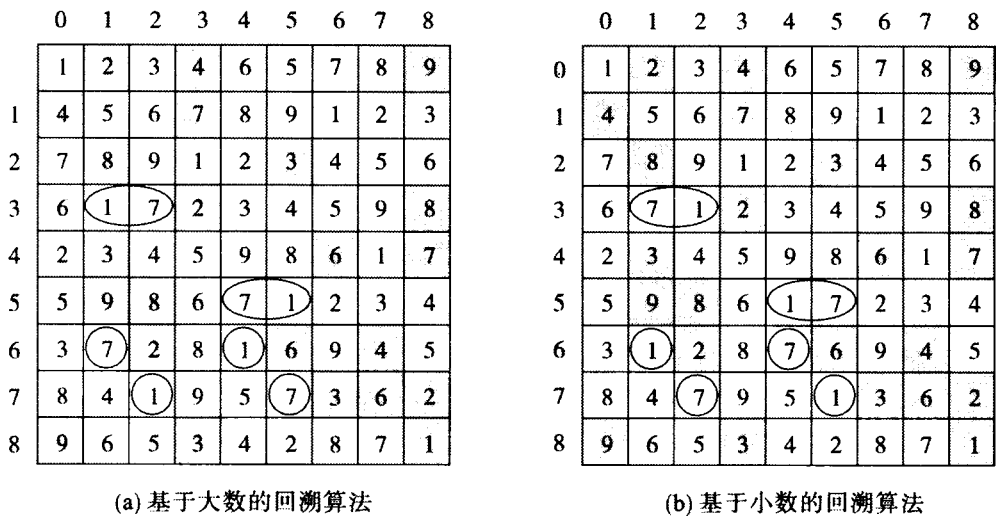 0 1 2 3 4 5 6 7 8
1 2 3 4 6 5 7 8 9
1 4 5 6 7 8 9 1 2 3
2 7 8 9 1 2 3 4 5 6
3 6 1 7 2 3 4 5 9 8
4 2 3 4 5 9 8 6 1 7
5 5 9 8 6 7 1 2 3 4
6 3 7 2 8 1 6 9 4 5
7 8 4 1 9 5 7 3 6 2
8 9 6 5 3 4 2 8 7 1
(a) 基于大数的回溯算法
0 1 2 3 4 5 6 7 8
0 1 2 3 4 6 5 7 8 9
1 4 5 6 7 8 9 1 2 3
2 7 8 9 1 2 3 4 5 6
3 6 7 1 2 3 4 5 9 8
4 2 3 4 5 9 8 6 1 7
5 5 9 8 6 1 7 2 3 4
6 3 1 2 8 7 6 9 4 5
7 8 4 7 9 5 1 3 6 2
8 9 6 5 3 4 2 8 7 1
(b) 基于小数的回溯算法